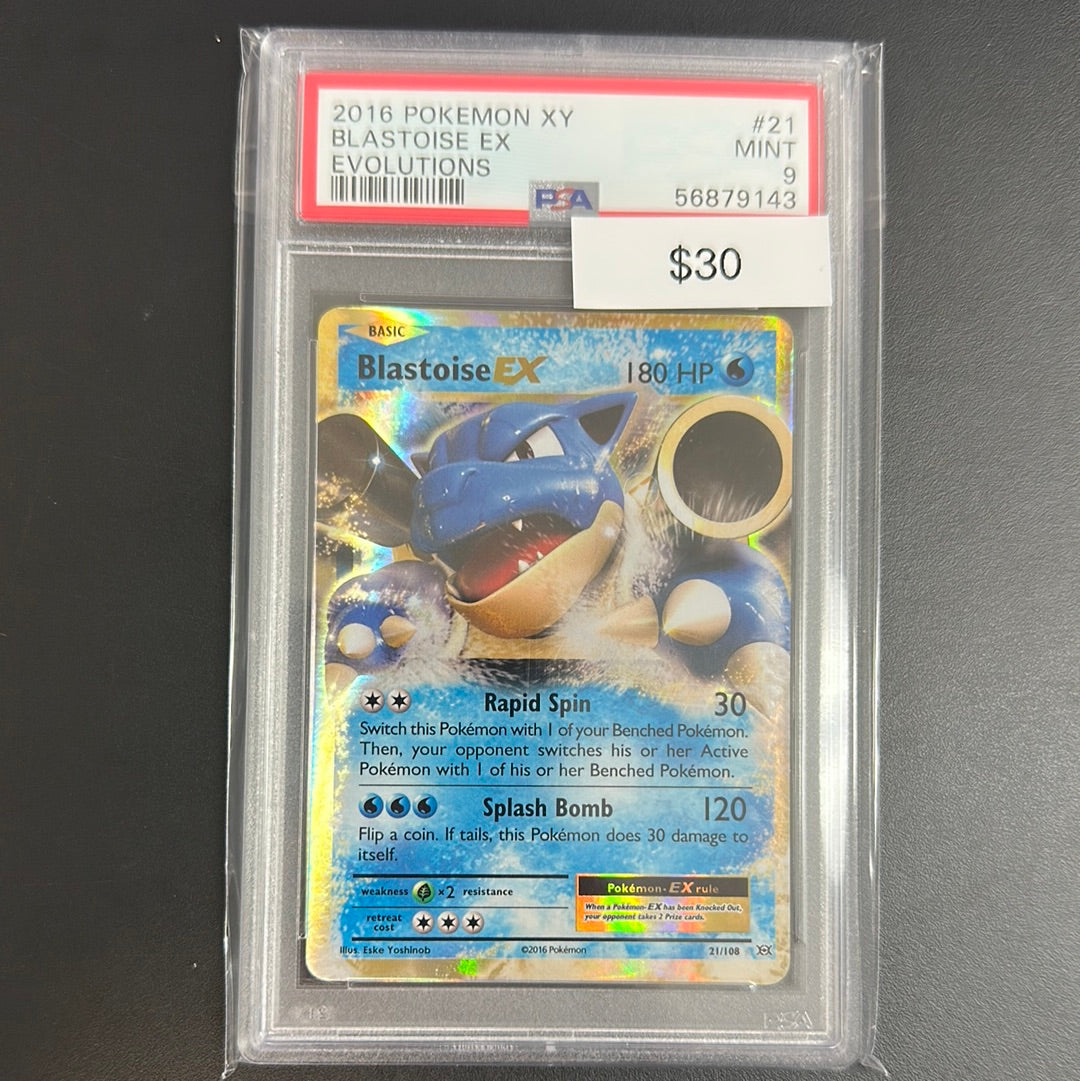 2016 POKEMON XY #21
BLASTOISE EX MINT
EVOLUTIONS 9
PSA 56879143
$30
BASIC
Blastoise EX 180 HP
Rapid Spin 30
Switch this Pokémon with 1 of your Benched Pokémon.
Then, your opponent switches his or her Active
Pokémon with 1 of his or her Benched Pokémon.
Splash Bomb 120
Flip a coin. If tails, this Pokémon does 30 damage to
itself.
weakness ×2 resistance
Pokémon-EX rule
When a Pokémon-EX has been Knocked Out,
your opponent takes 2 Prize cards.
retreat
cost
Illus. Eske Yoshinob ©2016 Pokémon 21/108
PSA